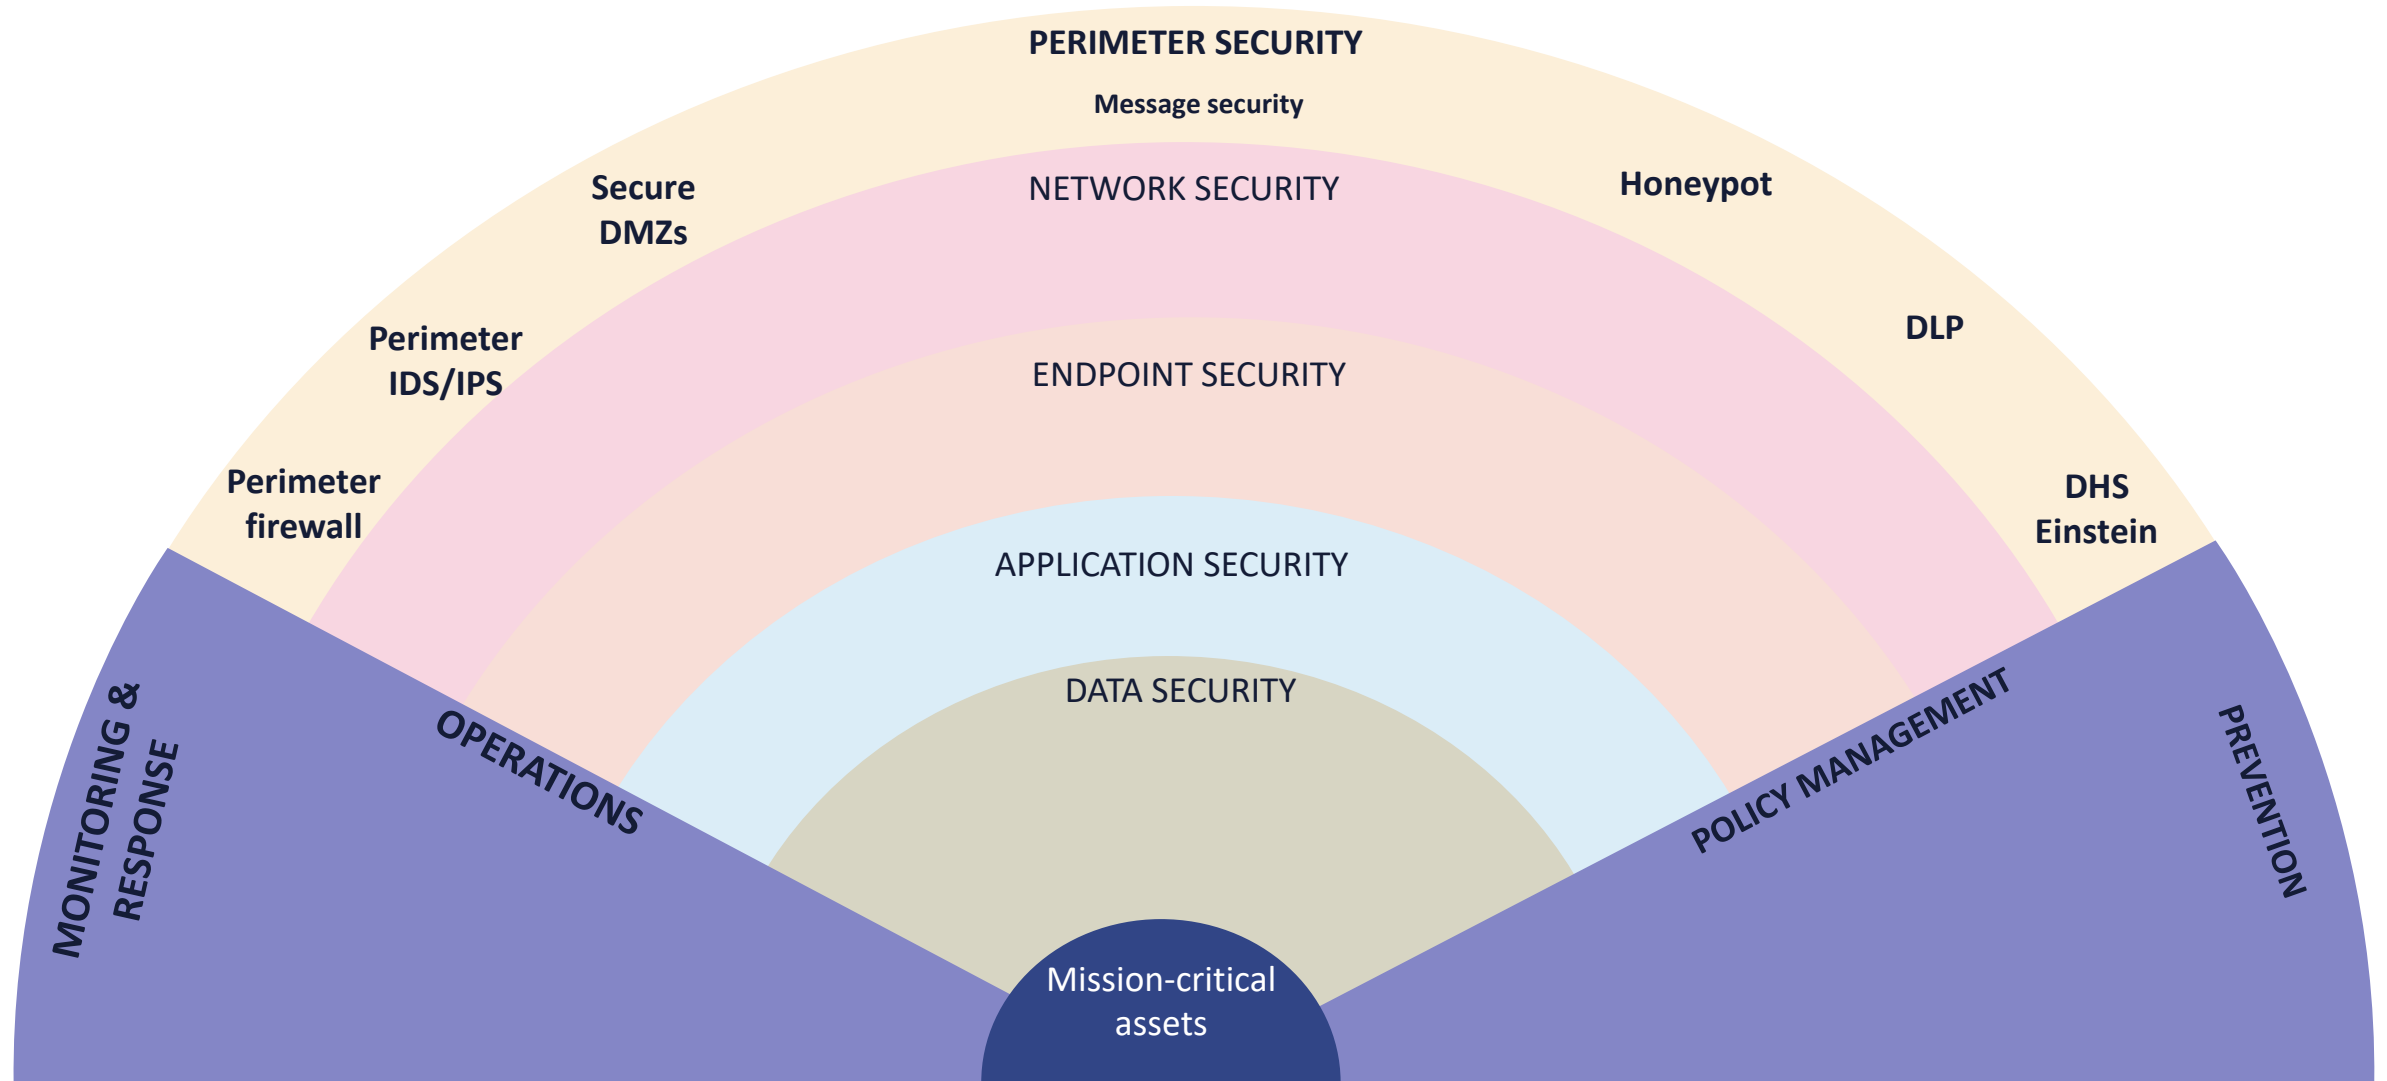 PERIMETER SECURITY
Message security
Secure
DMZs
Honeypot
NETWORK SECURITY
Perimeter
IDS/IPS
DLP
ENDPOINT SECURITY
Perimeter
firewall
DHS
Einstein
APPLICATION SECURITY
DATA SECURITY
MONITORING &
RESPONSE
OPERATIONS
POLICY MANAGEMENT
PREVENTION
Mission-critical
assets